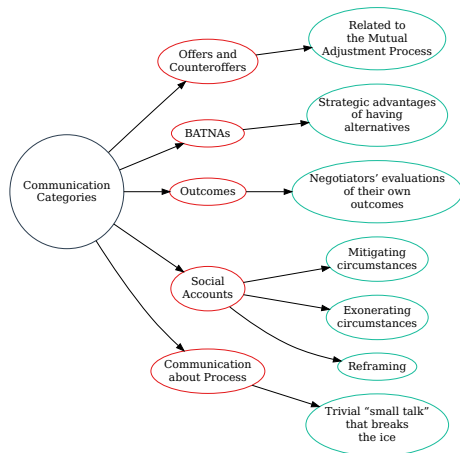 Communication
Categories
Offers and
Counteroffers
Related to
the Mutual
Adjustment Process
BATNAs
Strategic advantages
of having
alternatives
Outcomes
Negotiators’ evaluations
of their own
outcomes
Social
Accounts
Mitigating
circumstances
Exonerating
circumstances
Reframing
Communication
about Process
Trivial “small talk”
that breaks
the ice